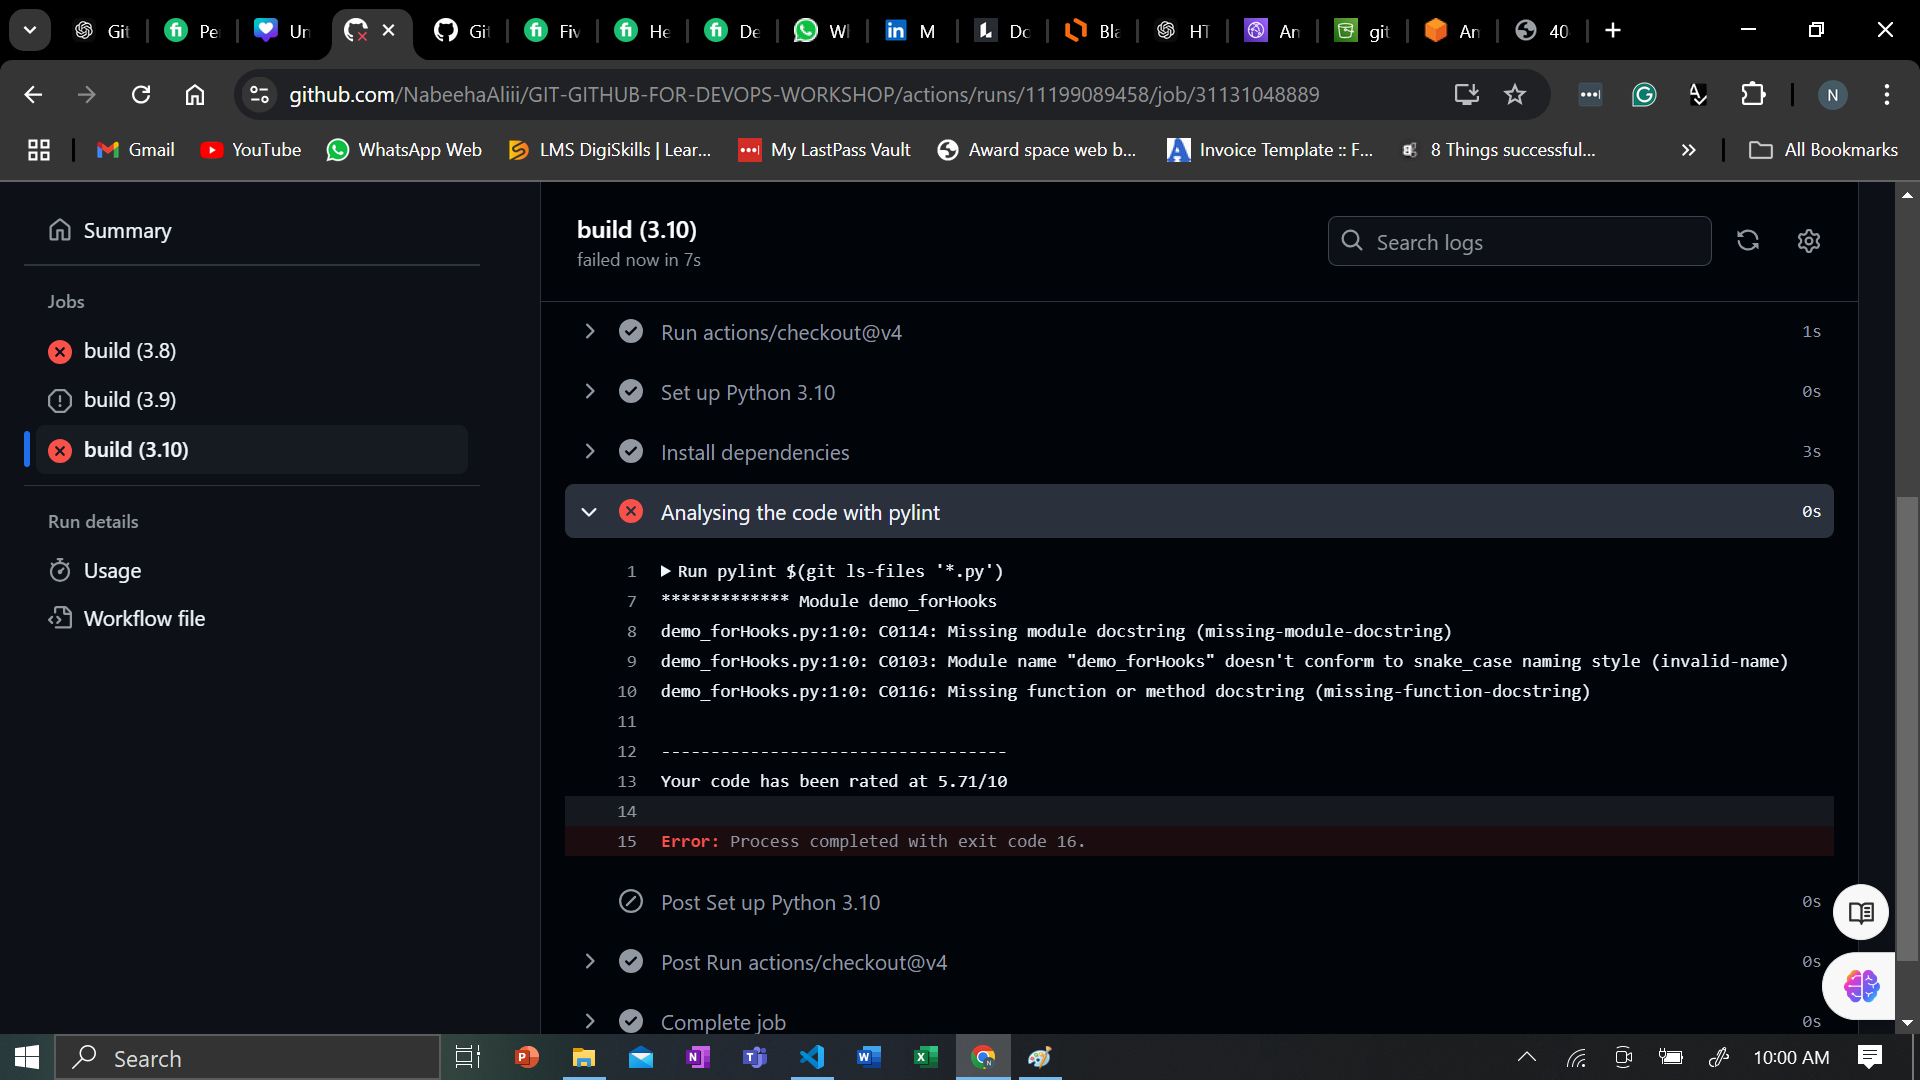 Git
Pe
Un
Git
Fiv
He
De
Wh
M
Do
Bla
HT
An
git
An
40
github.com/NabeehaAliii/GIT-GITHUB-FOR-DEVOPS-WORKSHOP/actions/runs/11199089458/job/31131048889
N
Gmail
YouTube
WhatsApp Web
LMS DigiSkills | Lear...
My LastPass Vault
Award space web b...
Invoice Template :: F...
8 Things successful...
All Bookmarks
Summary
Jobs
build (3.8)
build (3.9)
build (3.10)
Run details
Usage
Workflow file
build (3.10)
failed now in 7s
Search logs
Run actions/checkout@v4 1s
Set up Python 3.10 0s
Install dependencies 3s
Analysing the code with pylint 0s
1 Run pylint $(git ls-files '*.py')
7 ************* Module demo_forHooks
8 demo_forHooks.py:1:0: C0114: Missing module docstring (missing-module-docstring)
9 demo_forHooks.py:1:0: C0103: Module name "demo_forHooks" doesn't conform to snake_case naming style (invalid-name)
10 demo_forHooks.py:1:0: C0116: Missing function or method docstring (missing-function-docstring)
11
12 -----------------------------------
13 Your code has been rated at 5.71/10
14
15 Error: Process completed with exit code 16.
Post Set up Python 3.10 0s
Post Run actions/checkout@v4 0s
Complete job 0s
Search
10:00 AM